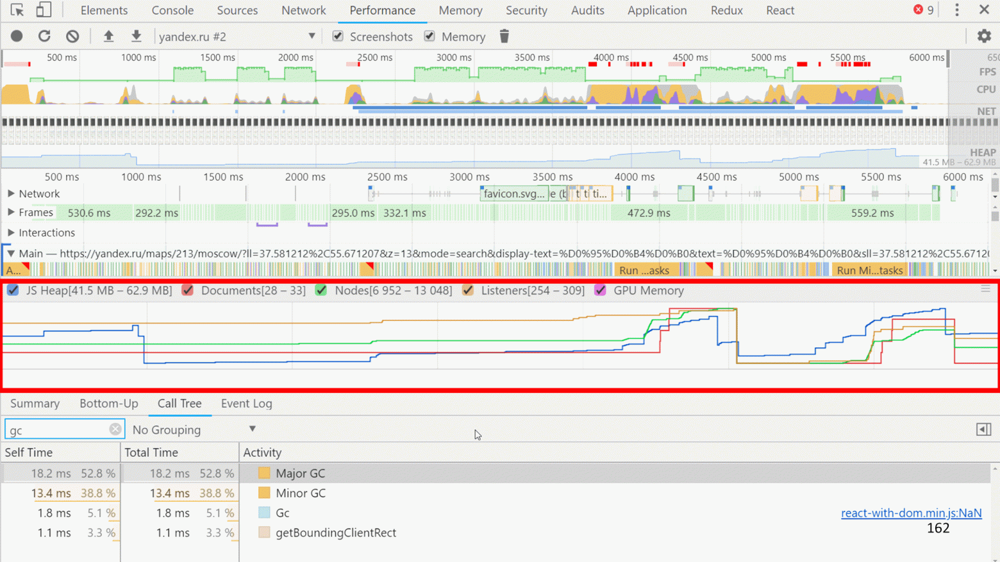 Elements Console Sources Network Performance Memory Security Audits Application Redux React 9
yandex.ru #2 Screenshots Memory
500 ms 1000 ms 1500 ms 2000 ms 2500 ms 3000 ms 3500 ms 4000 ms 4500 ms 5000 ms 5500 ms 6000 ms 650
FPS
CPU
NET
HEAP
41.5 MB – 62.9 MB
500 ms 1000 ms 1500 ms 2000 ms 2500 ms 3000 ms 3500 ms 4000 ms 4500 ms 5000 ms 5500 ms 6000 ms
Network favicon.svg... e (b t t ti...
Frames 530.6 ms 292.2 ms 295.0 ms 332.1 ms 472.9 ms 559.2 ms
Interactions
Main — https://yandex.ru/maps/213/moscow/?ll=37.581212%2C55.671207&z=13&mode=search&display-text=%D0%95%D0%B4%D0%B0&text=%D0%95%D0%B4%D0%B0&sll=37.581212%2C55.6712
A... Run ...asks Run Mi...tasks
JS Heap[41.5 MB – 62.9 MB] Documents[28 – 33] Nodes[6 952 – 13 048] Listeners[254 – 309] GPU Memory
Summary Bottom-Up Call Tree Event Log
gc No Grouping
Self Time Total Time Activity
18.2 ms 52.8 % 18.2 ms 52.8 % Major GC
13.4 ms 38.8 % 13.4 ms 38.8 % Minor GC
1.8 ms 5.1 % 1.8 ms 5.1 % Gc react-with-dom.min.js:NaN
162
1.1 ms 3.3 % 1.1 ms 3.3 % getBoundingClientRect